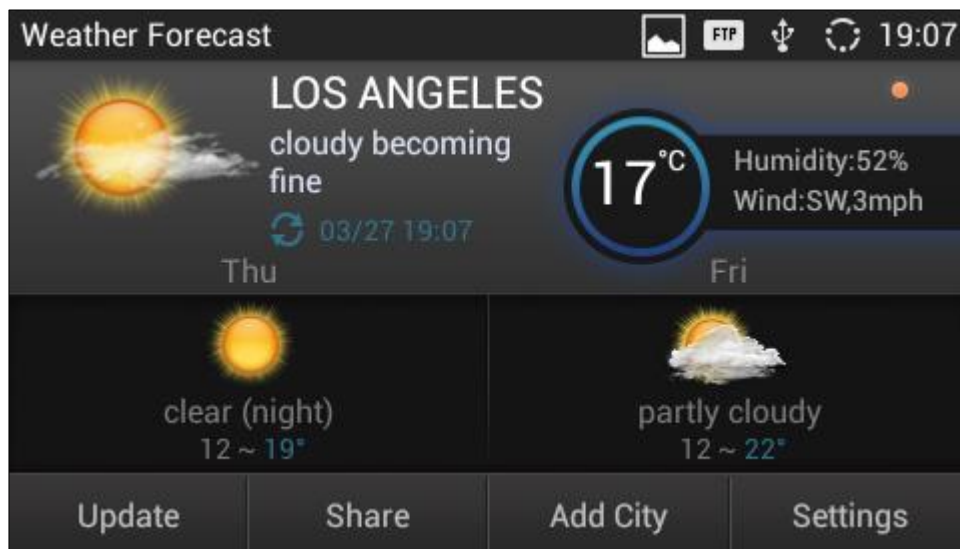 Weather Forecast FTP 19:07
LOS ANGELES
cloudy becoming
fine
17°C
Humidity:52%
Wind:SW,3mph
03/27 19:07
Thu Fri
clear (night) partly cloudy
12 ~ 19° 12 ~ 22°
Update Share Add City Settings